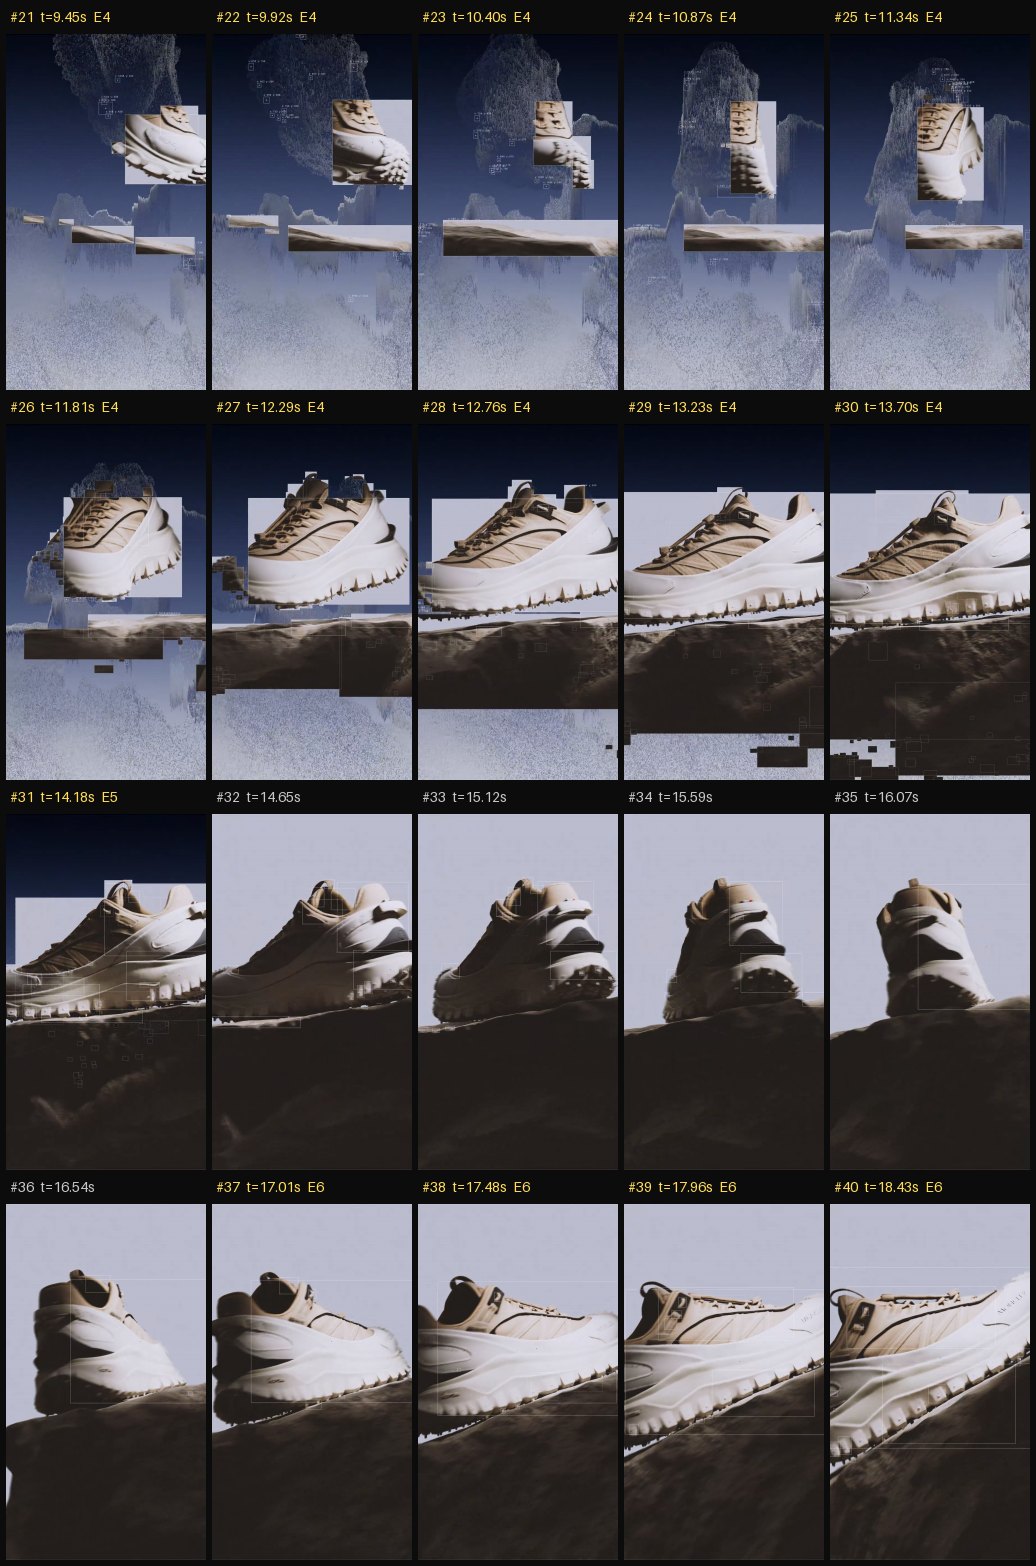 #21 t=9.45s E4
#22 t=9.92s E4
#23 t=10.40s E4
#24 t=10.87s E4
#25 t=11.34s E4
#26 t=11.81s E4
#27 t=12.29s E4
#28 t=12.76s E4
#29 t=13.23s E4
#30 t=13.70s E4
#31 t=14.18s E5
#32 t=14.65s
#33 t=15.12s
#34 t=15.59s
#35 t=16.07s
#36 t=16.54s
#37 t=17.01s E6
#38 t=17.48s E6
#39 t=17.96s E6
#40 t=18.43s E6